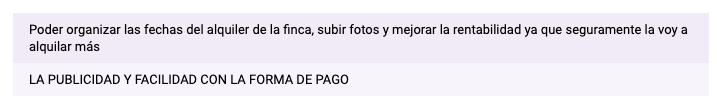 Poder organizar las fechas del alquiler de la finca, subir fotos y mejorar la rentabilidad ya que seguramente la voy a
alquilar más
LA PUBLICIDAD Y FACILIDAD CON LA FORMA DE PAGO